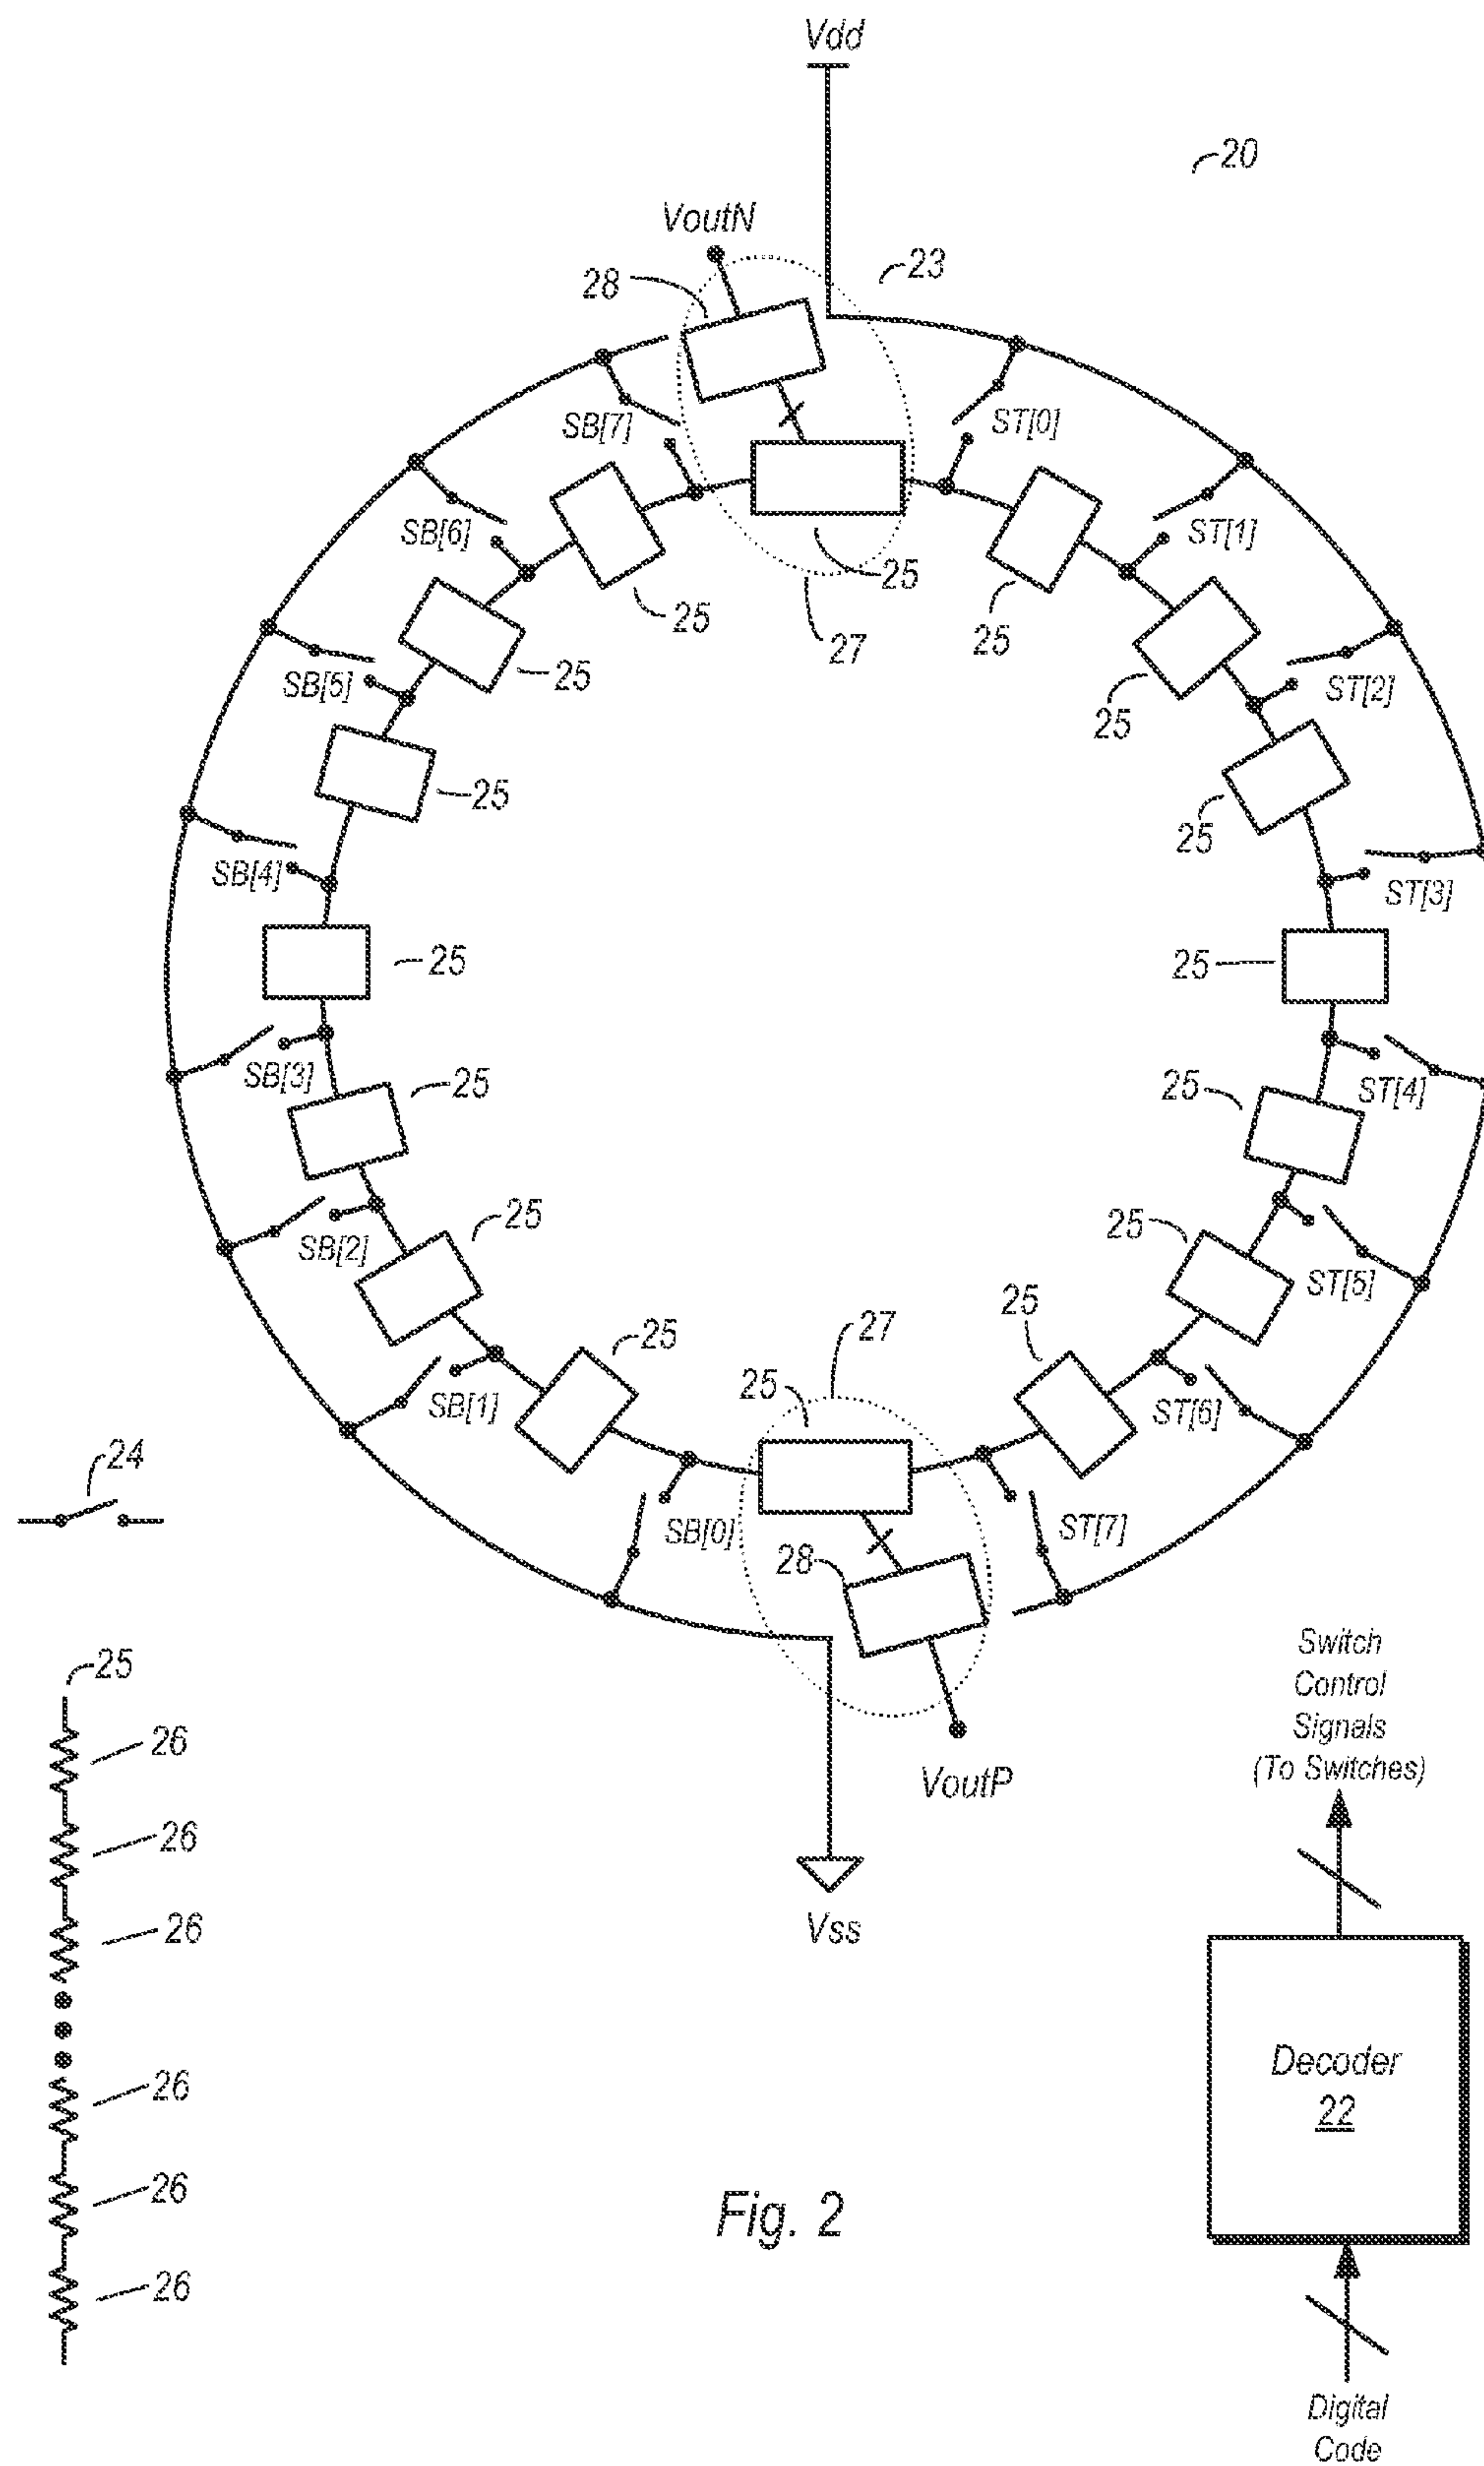 Vdd
20
VoutN
23
28
SB[7]
ST[0]
SB[6]
ST[1]
25
25
25
27
25
SB[5]
ST[2]
25
25
25
SB[4]
ST[3]
25
25
25
SB[3]
ST[4]
25
25
SB[2]
ST[5]
25
25
25
27
25
25
SB[1]
ST[6]
24
SB[0]
ST[7]
28
25
Switch
Control
Signals
(To Switches)
26
VoutP
26
26
Vss
Decoder
22
26
26
Fig. 2
26
Digital
Code